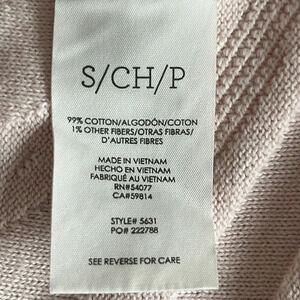 S/CH/P
99% COTTON/ALGODÓN/COTON
1% OTHER FIBERS/OTRAS FIBRAS/
D'AUTRES FIBRES
MADE IN VIETNAM
HECHO EN VIETNAM
FABRIQUÉ AU VIETNAM
RN#54077
CA#59814
STYLE# 5631
PO# 222788
SEE REVERSE FOR CARE